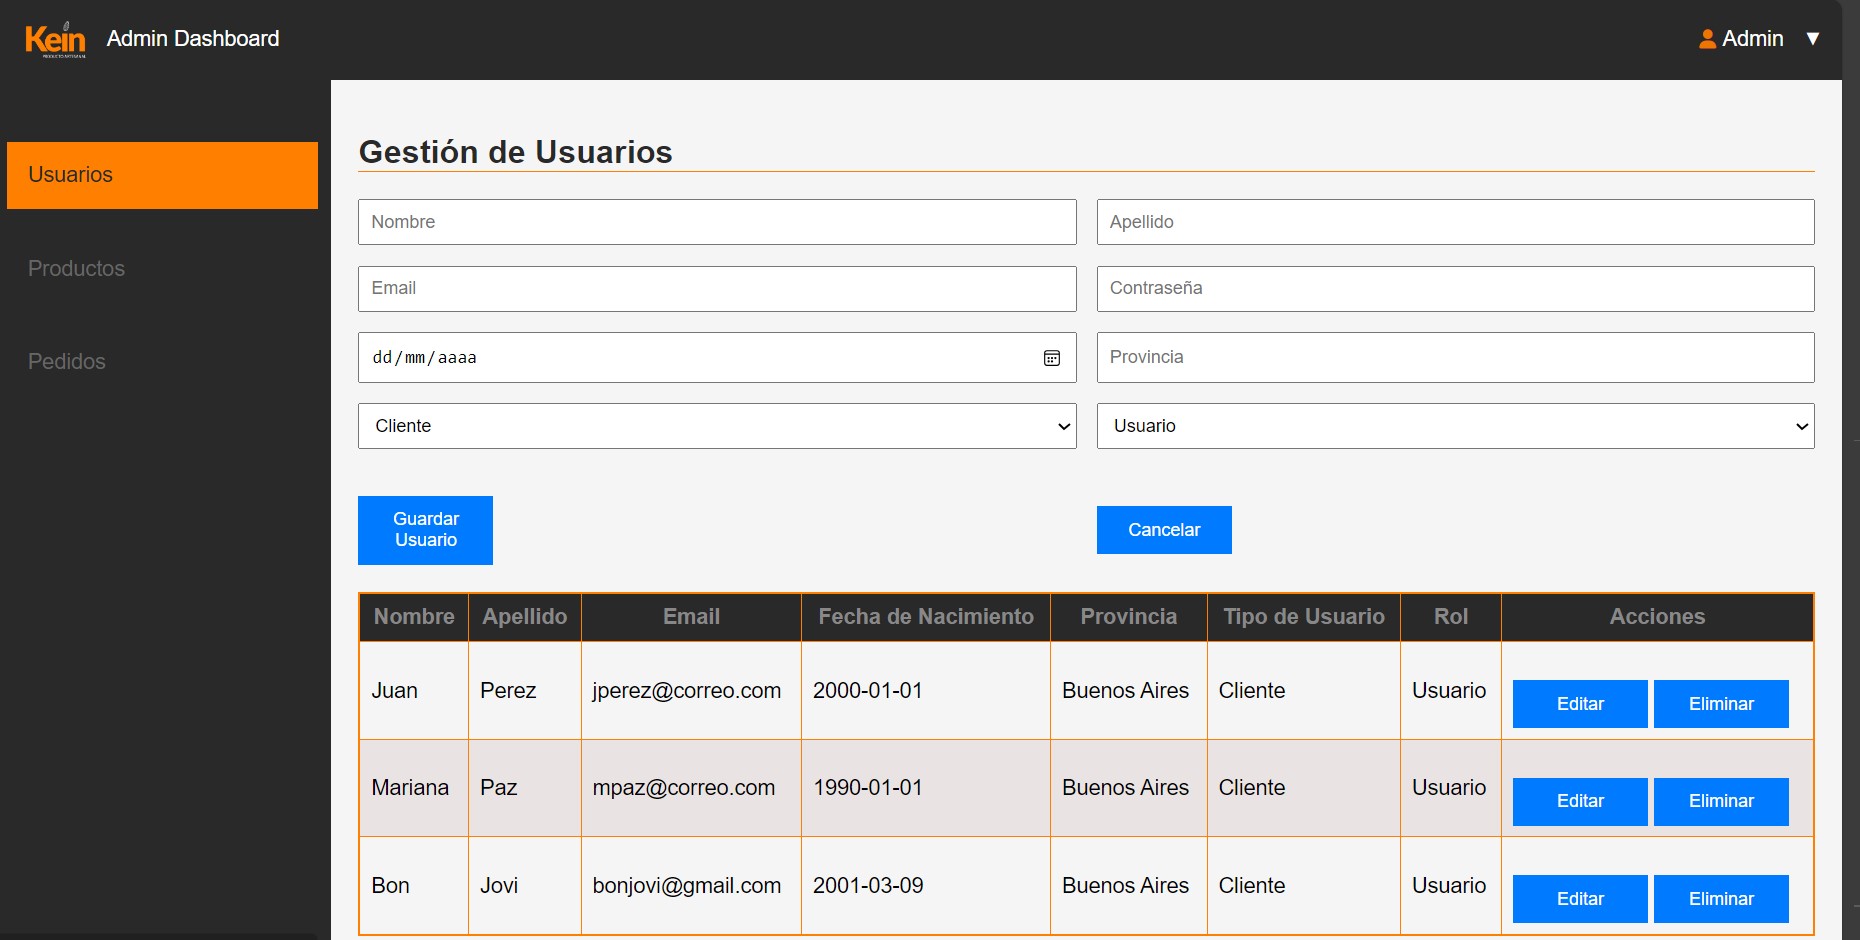 Kein
Admin Dashboard
Admin ▼
Usuarios
Productos
Pedidos
Gestión de Usuarios
Nombre Apellido
Email Contraseña
dd/mm/aaaa Provincia
Cliente Usuario
Guardar
Usuario
Cancelar
Nombre Apellido Email Fecha de Nacimiento Provincia Tipo de Usuario Rol Acciones
Juan Perez jperez@correo.com 2000-01-01 Buenos Aires Cliente Usuario Editar Eliminar
Mariana Paz mpaz@correo.com 1990-01-01 Buenos Aires Cliente Usuario Editar Eliminar
Bon Jovi bonjovi@gmail.com 2001-03-09 Buenos Aires Cliente Usuario Editar Eliminar